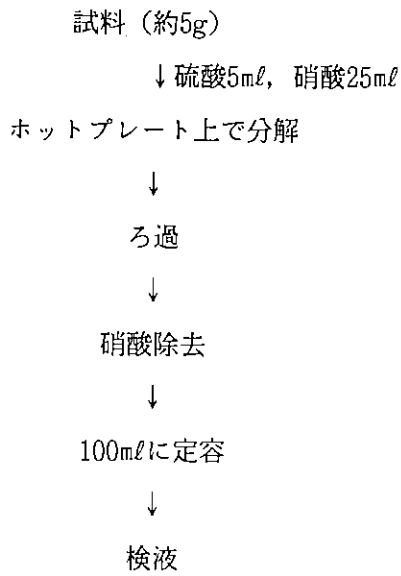 試料（約5g）
↓硫酸5mℓ，硝酸25mℓ
ホットプレート上で分解
↓
ろ過
↓
硝酸除去
↓
100mℓに定容
↓
検液